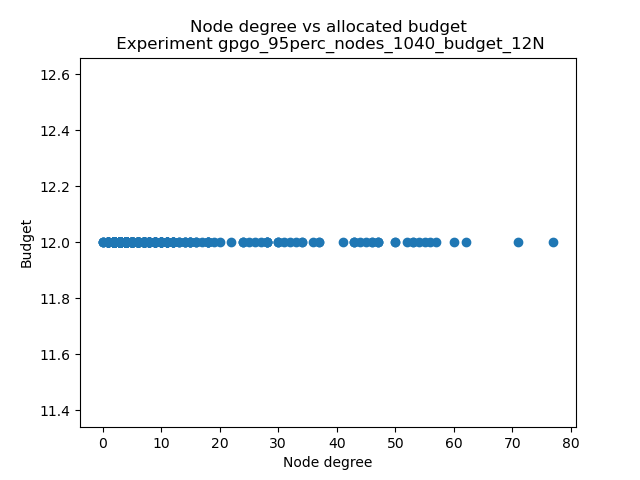 Node degree vs allocated budget
Experiment gpgo_95perc_nodes_1040_budget_12N
12.6
12.4
12.2
12.0
11.8
11.6
11.4
Budget
0 10 20 30 40 50 60 70 80
Node degree